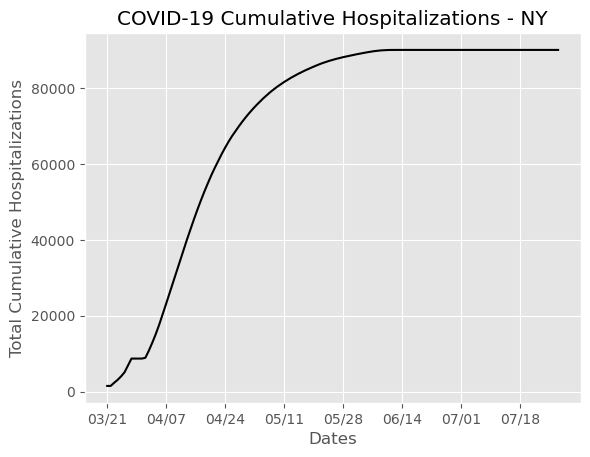 COVID-19 Cumulative Hospitalizations - NY
Total Cumulative Hospitalizations
80000
60000
40000
20000
0
03/21 04/07 04/24 05/11 05/28 06/14 07/01 07/18
Dates